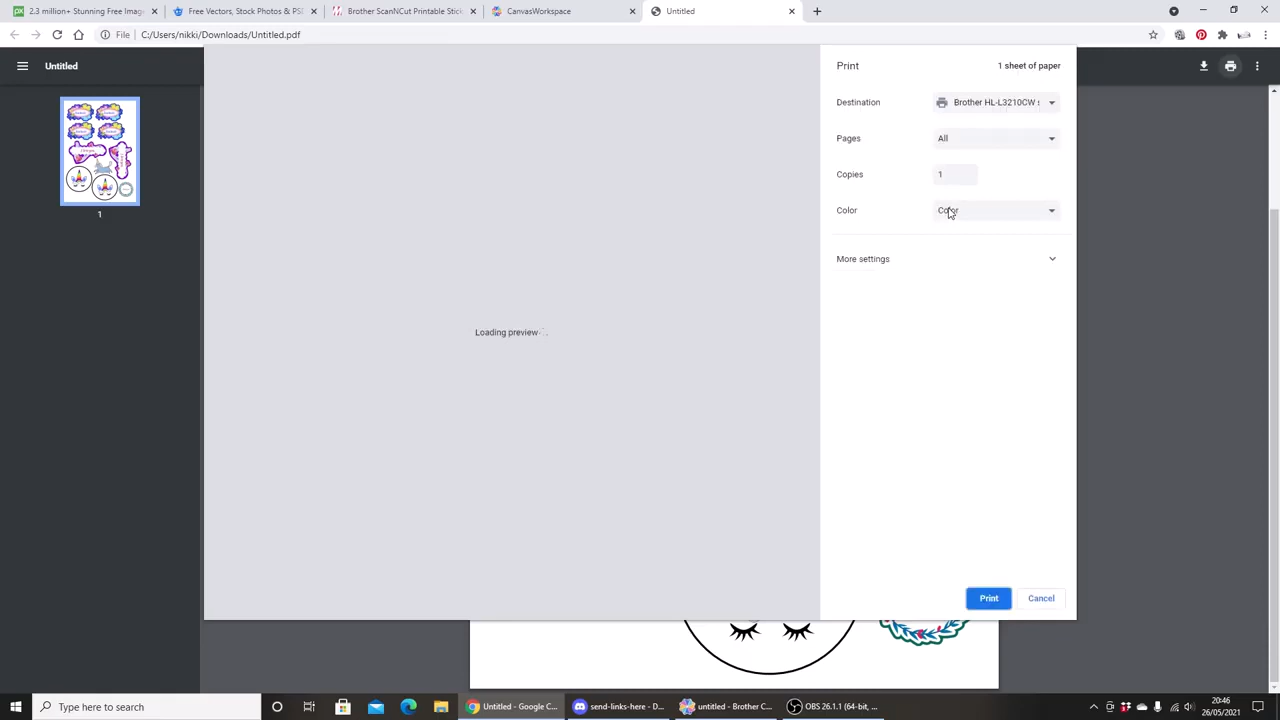 2.3 million+ Stunning Free Image
Free Vectors, Stock Photos & PS
Brother ScanNCut Printable Stick
CanvasWorkspace
Untitled
File
C:/Users/nikki/Downloads/Untitled.pdf
Untitled
1
Print
1 sheet of paper
Destination
Brother HL-L3210CW s
Pages
All
Copies
1
Color
Color
More settings
Loading preview
Print
Cancel
Type here to search
Untitled - Google C...
send-links-here - D...
untitled - Brother C...
OBS 26.1.1 (64-bit, ...
20:46
26/05/2021